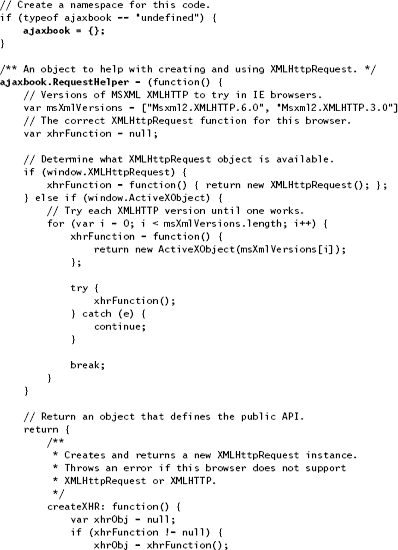 // Create a namespace for this code.
if (typeof ajaxbook == "undefined") {
    ajaxbook = {};
}

/** An object to help with creating and using XMLHttpRequest. */
ajaxbook.RequestHelper = (function() {
    // Versions of MSXML XMLHTTP to try in IE browsers.
    var msXmlVersions = ["Msxml2.XMLHTTP.6.0", "Msxml2.XMLHTTP.3.0"]
    // The correct XMLHttpRequest function for this browser.
    var xhrFunction = null;

    // Determine what XMLHttpRequest object is available.
    if (window.XMLHttpRequest) {
        xhrFunction = function() { return new XMLHttpRequest(); };
    } else if (window.ActiveXObject) {
        // Try each XMLHTTP version until one works.
        for (var i = 0; i < msXmlVersions.length; i++) {
            xhrFunction = function() {
                return new ActiveXObject(msXmlVersions[i]);
            };

            try {
                xhrFunction();
            } catch (e) {
                continue;
            }

            break;
        }
    }

    // Return an object that defines the public API.
    return {
        /**
         * Creates and returns a new XMLHttpRequest instance.
         * Throws an error if this browser does not support
         * XMLHttpRequest or XMLHTTP.
         */
        createXHR: function() {
            var xhrObj = null;
            if (xhrFunction != null) {
                xhrObj = xhrFunction();